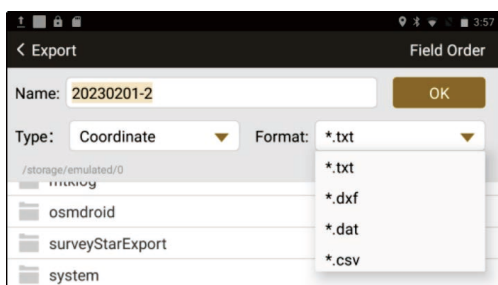 3:57
< Export Field Order
Name: 20230201-2 OK
Type: Coordinate Format: *.txt
/storage/emulated/0 *.txt
mtklog
*.dxf
osmdroid
*.dat
surveyStarExport
*.csv
system